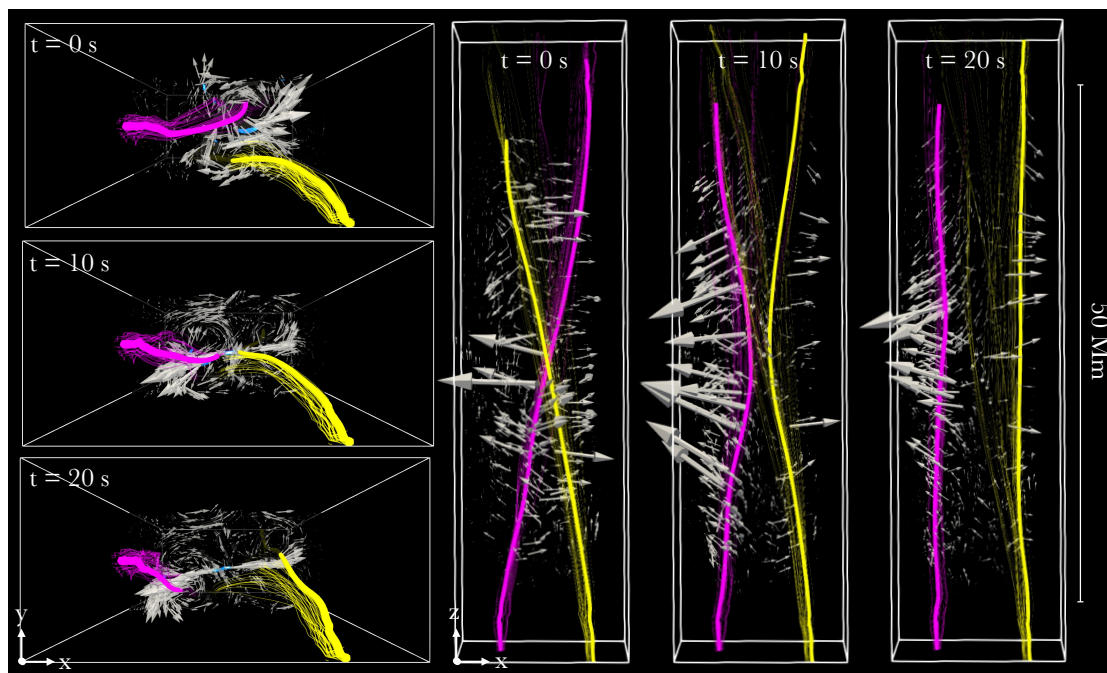 t = 0 s
t = 10 s
t = 20 s
y
x
t = 0 s
t = 10 s
t = 20 s
z
x
50 Mm